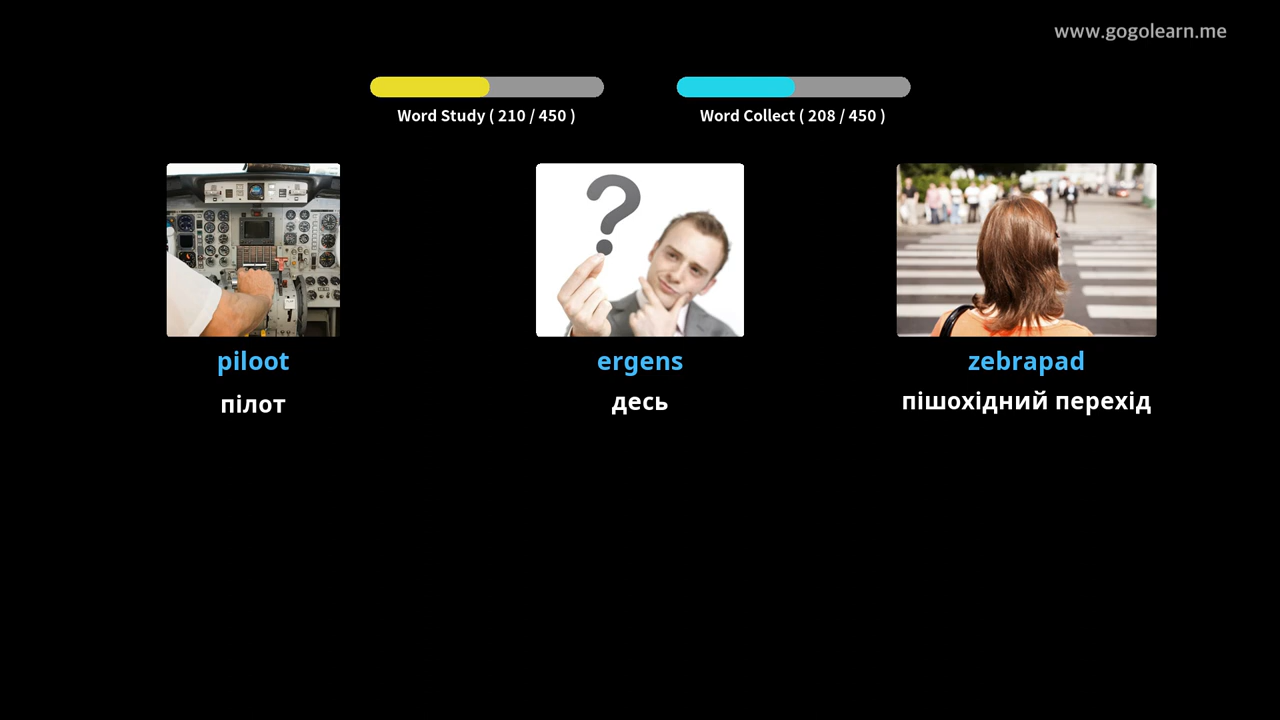 www.gogolearn.me
Word Study ( 210 / 450 )
Word Collect ( 208 / 450 )
piloot
ergens
zebrapad
пілот
десь
пішохідний перехід